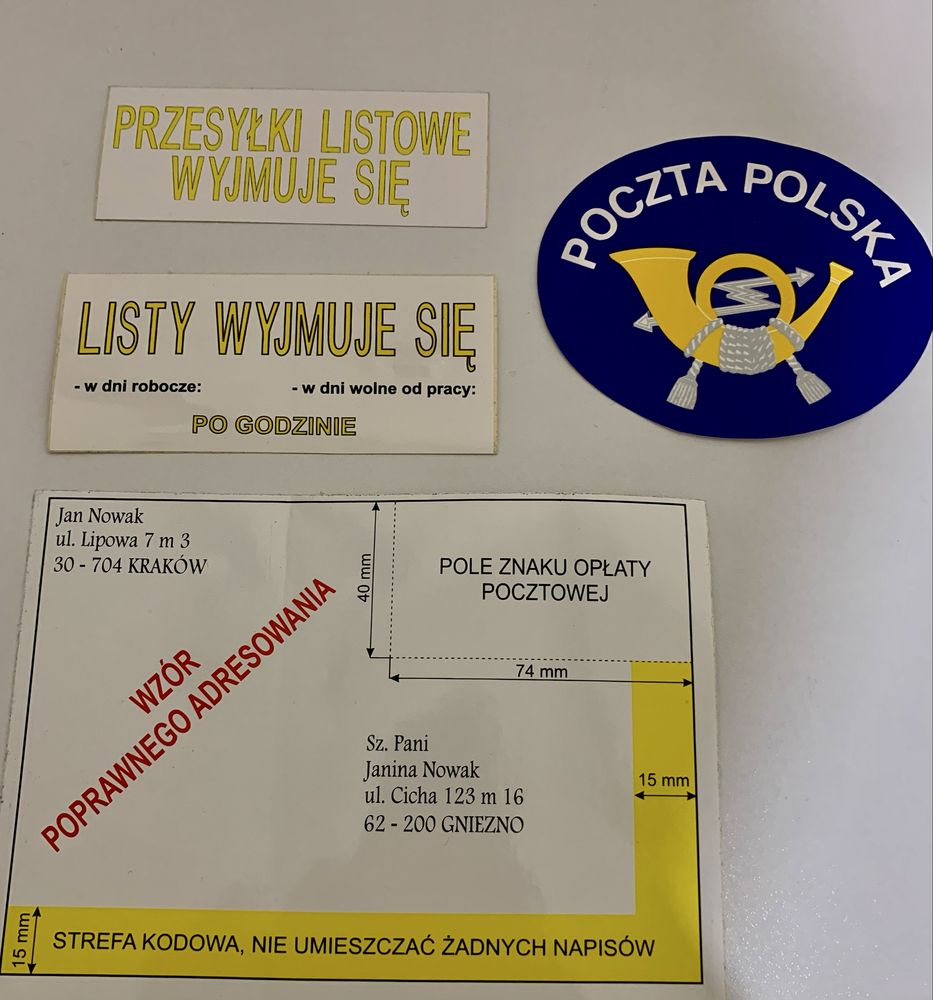 PRZESYŁKI LISTOWE
WYJMUJE SIĘ
POCZTA POLSKA
LISTY WYJMUJE SIĘ
- w dni robocze: - w dni wolne od pracy:
PO GODZINIE
Jan Nowak
ul. Lipowa 7 m 3
30 - 704 KRAKÓW
40 mm
POLE ZNAKU OPŁATY
POCZTOWEJ
74 mm
WZÓR
POPRAWNEGO ADRESOWANIA
Sz. Pani
Janina Nowak
ul. Cicha 123 m 16
62 - 200 GNIEZNO
15 mm
15 mm
STREFA KODOWA, NIE UMIESZCZAĆ ŻADNYCH NAPISÓW